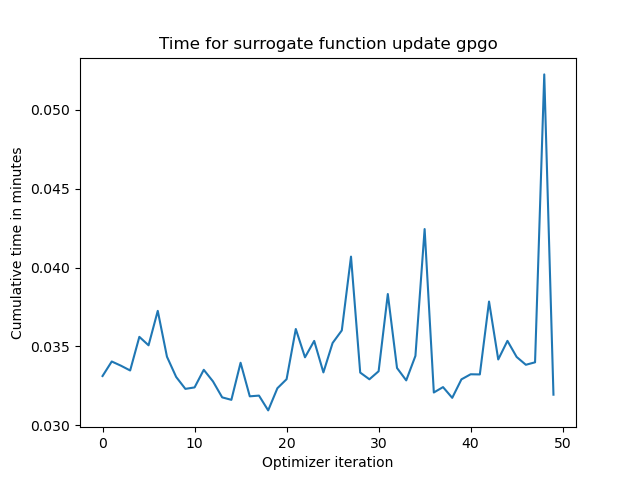 Time for surrogate function update gpgo
Cumulative time in minutes
0.050
0.045
0.040
0.035
0.030
0 10 20 30 40 50
Optimizer iteration